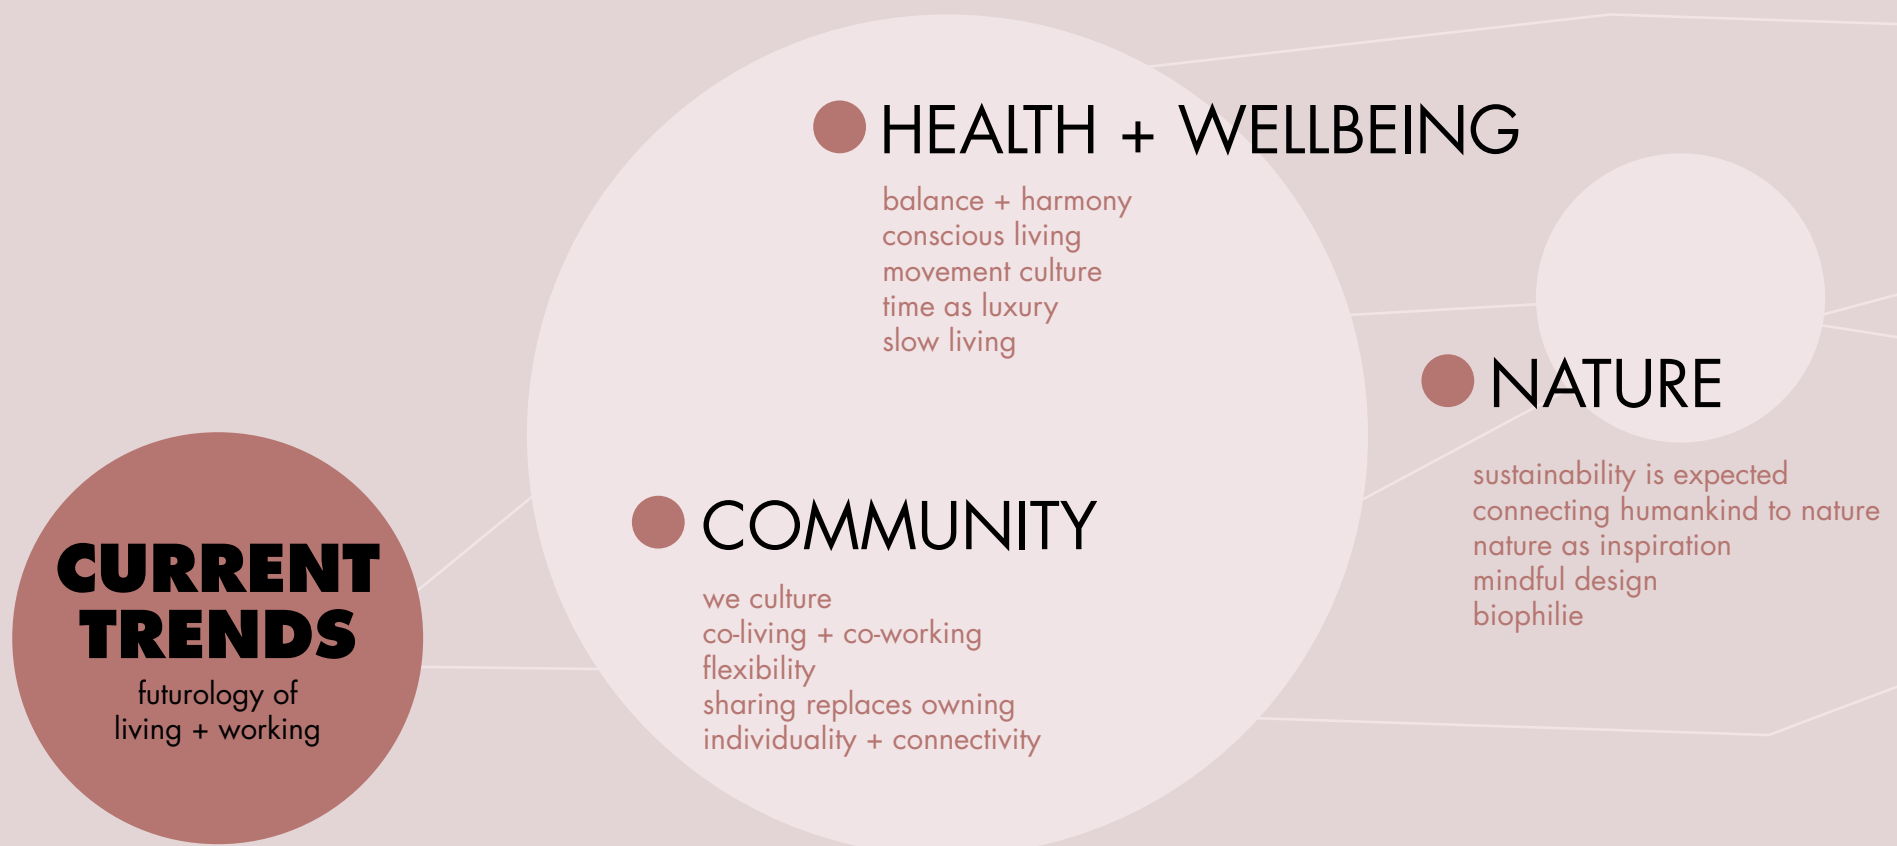 CURRENT
TRENDS
futurology of
living + working
HEALTH + WELLBEING
balance + harmony
conscious living
movement culture
time as luxury
slow living
COMMUNITY
we culture
co-living + co-working
flexibility
sharing replaces owning
individuality + connectivity
NATURE
sustainability is expected
connecting humankind to nature
nature as inspiration
mindful design
biophilie